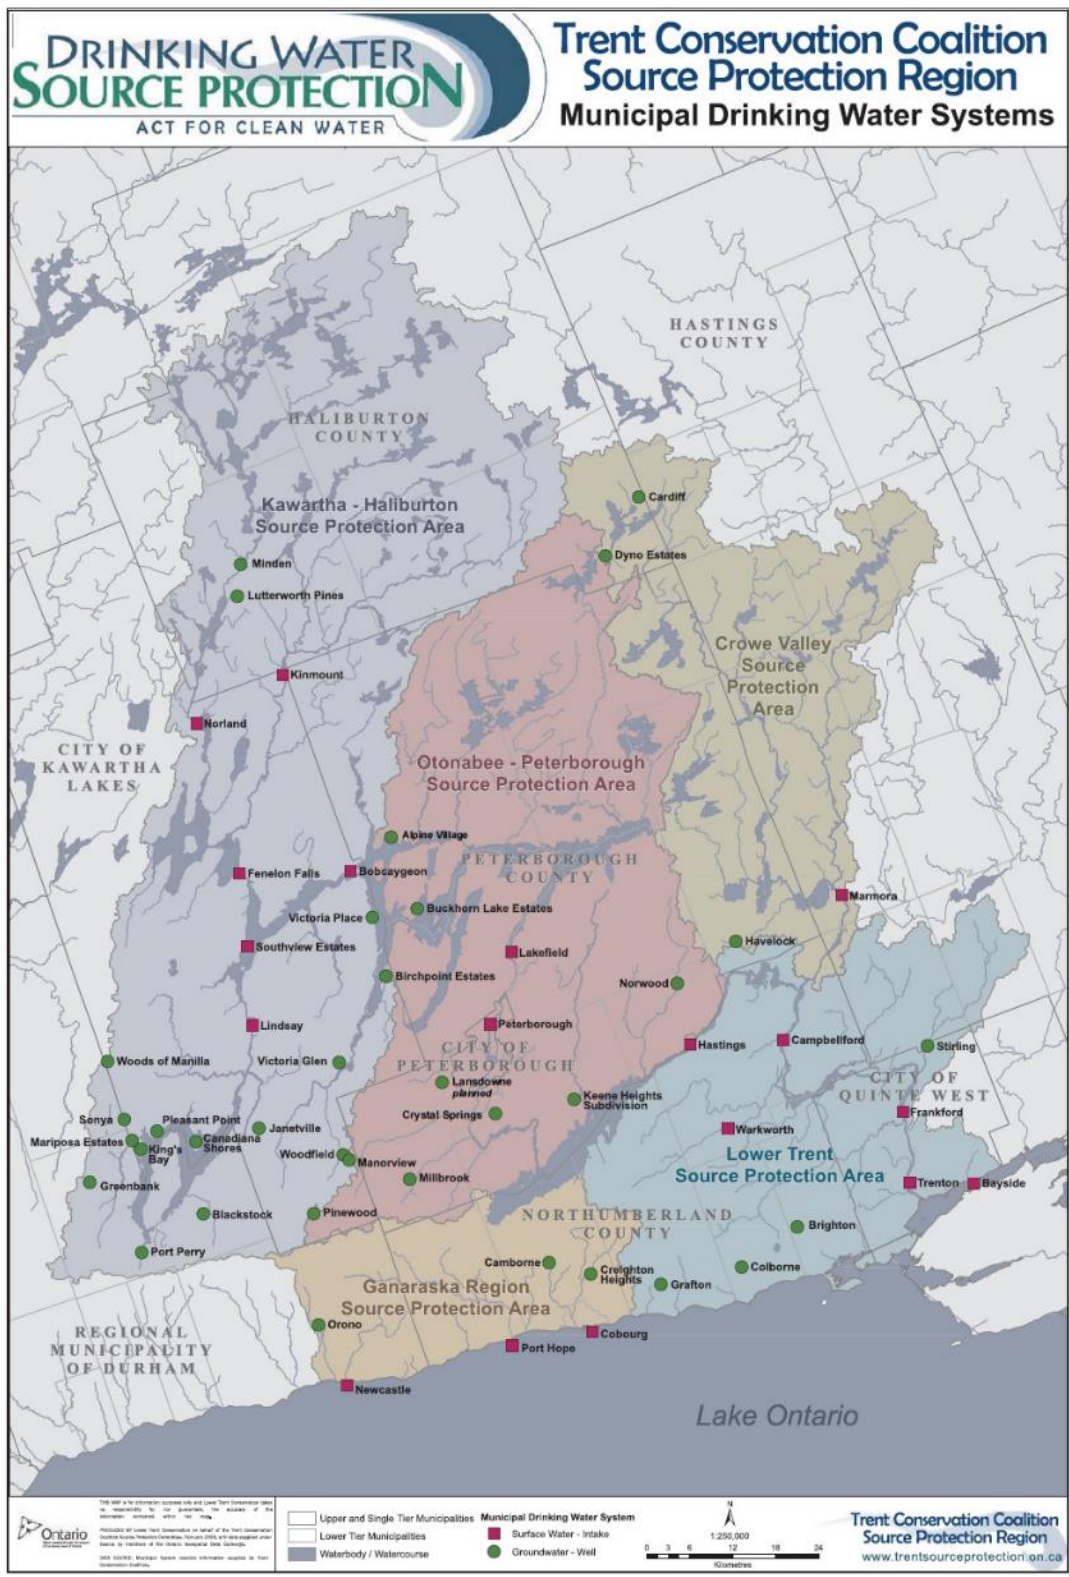 DRINKING WATER
SOURCE PROTECTION
ACT FOR CLEAN WATER
Trent Conservation Coalition
Source Protection Region
Municipal Drinking Water Systems
HASTINGS
COUNTY
HALIBURTON
COUNTY
Kawartha - Haliburton
Source Protection Area
Cardiff
Dyno Estates
Minden
Lutterworth Pines
Crowe Valley
Source
Protection
Area
Kinmount
Norland
CITY OF
KAWARTHA
LAKES
Otonabee - Peterborough
Source Protection Area
Alpine Village
PETERBOROUGH
COUNTY
Fenelon Falls
Bobcaygeon
Marmora
Victoria Place
Buckhorn Lake Estates
Southview Estates
Lakefield
Havelock
Birchpoint Estates
Norwood
Lindsay
Peterborough
Hastings
Campbellford
CITY OF
PETERBOROUGH
Stirling
Woods of Manilla
Victoria Glen
Lansdowne
planned
CITY OF
QUINTE WEST
Keene Heights
Subdivision
Crystal Springs
Frankford
Sonya
Pleasant Point
Janetville
Warkworth
Mariposa Estates
King's
Bay
Canadiana
Shores
Woodfield
Manorview
Lower Trent
Source Protection Area
Millbrook
Trenton
Bayside
Greenbank
Blackstock
Pinewood
NORTHUMBERLAND
COUNTY
Brighton
Port Perry
Camborne
Creighton
Heights
Colborne
Grafton
Ganaraska Region
Source Protection Area
Orono
REGIONAL
MUNICIPALITY
OF DURHAM
Cobourg
Port Hope
Newcastle
Lake Ontario
Ontario
Upper and Single Tier Municipalities
Lower Tier Municipalities
Waterbody / Watercourse
Municipal Drinking Water System
Surface Water - Intake
Groundwater - Well
N
1:250,000
0 3 6 12 18 24
Kilometres
Trent Conservation Coalition
Source Protection Region
www.trentsourceprotection.on.ca